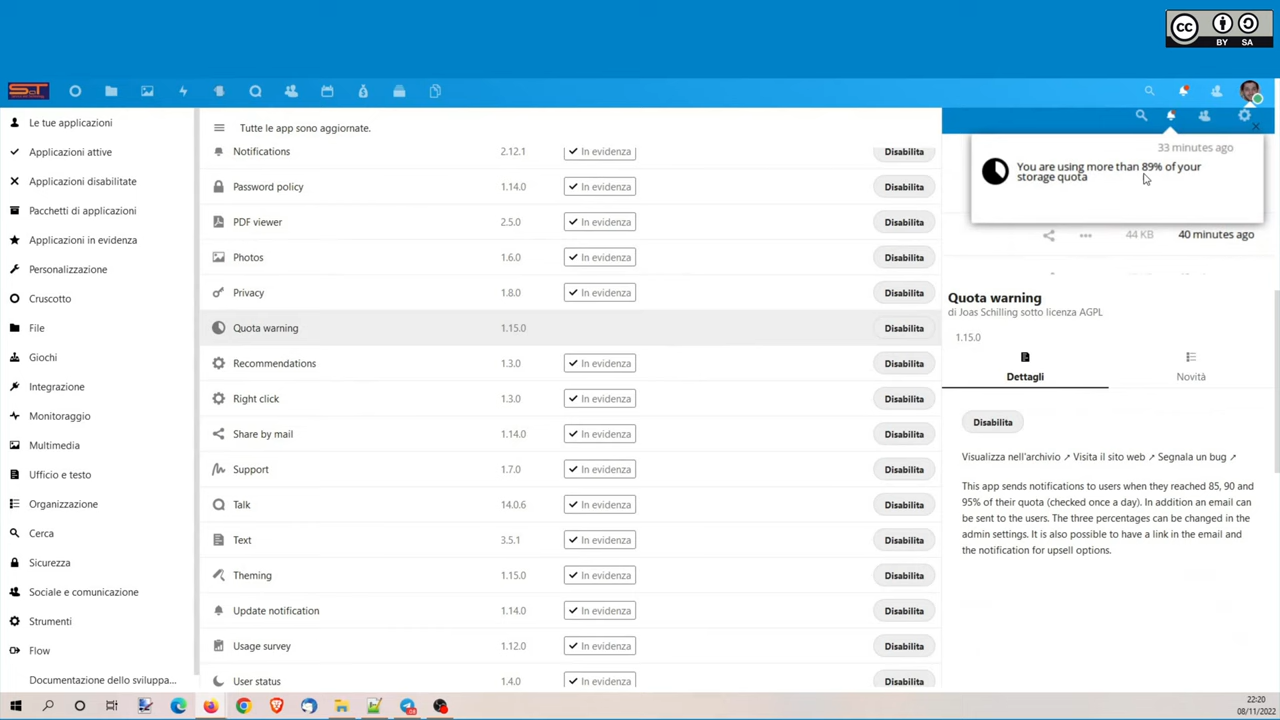 CC BY SA
S&T
Le tue applicazioni
Applicazioni attive
Applicazioni disabilitate
Pacchetti di applicazioni
Applicazioni in evidenza
Personalizzazione
Cruscotto
File
Giochi
Integrazione
Monitoraggio
Multimedia
Ufficio e testo
Organizzazione
Cerca
Sicurezza
Sociale e comunicazione
Strumenti
Flow
Documentazione dello sviluppa...
Tutte le app sono aggiornate.
Notifications 2.12.1 In evidenza Disabilita
Password policy 1.14.0 In evidenza Disabilita
PDF viewer 2.5.0 In evidenza Disabilita
Photos 1.6.0 In evidenza Disabilita
Privacy 1.8.0 In evidenza Disabilita
Quota warning 1.15.0 Disabilita
Recommendations 1.3.0 In evidenza Disabilita
Right click 1.3.0 In evidenza Disabilita
Share by mail 1.14.0 In evidenza Disabilita
Support 1.7.0 In evidenza Disabilita
Talk 14.0.6 In evidenza Disabilita
Text 3.5.1 In evidenza Disabilita
Theming 1.15.0 In evidenza Disabilita
Update notification 1.14.0 In evidenza Disabilita
Usage survey 1.12.0 In evidenza Disabilita
User status 1.4.0 In evidenza Disabilita
33 minutes ago
You are using more than 89% of your
storage quota
44 KB 40 minutes ago
Quota warning
di Joas Schilling sotto licenza AGPL
1.15.0
Dettagli Novità
Disabilita
Visualizza nell'archivio ↗ Visita il sito web ↗ Segnala un bug ↗
This app sends notifications to users when they reached 85, 90 and
95% of their quota (checked once a day). In addition an email can
be sent to the users. The three percentages can be changed in the
admin settings. It is also possible to have a link in the email and
the notification for upsell options.
22:20
08/11/2022